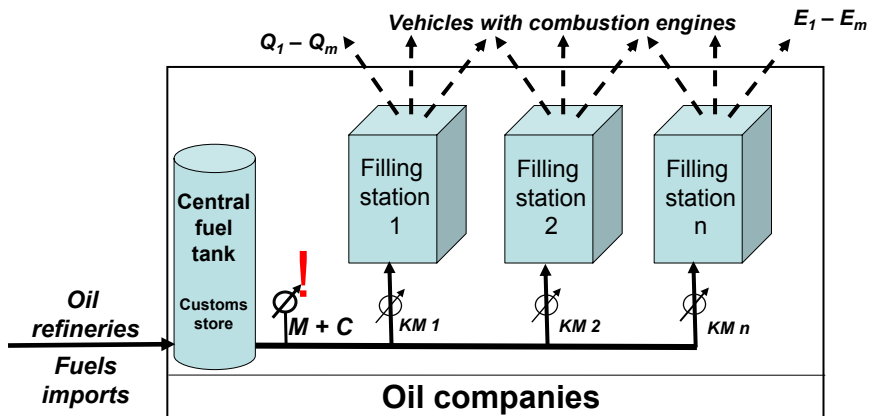 Vehicles with combustion engines
E1 – Em
Q1 – Qm
Filling
station
1
Filling
station
2
Filling
station
n
Central
fuel
tank
Customs
store
!
M + C
KM 1
KM 2
KM n
Oil
refineries
Fuels
imports
Oil companies